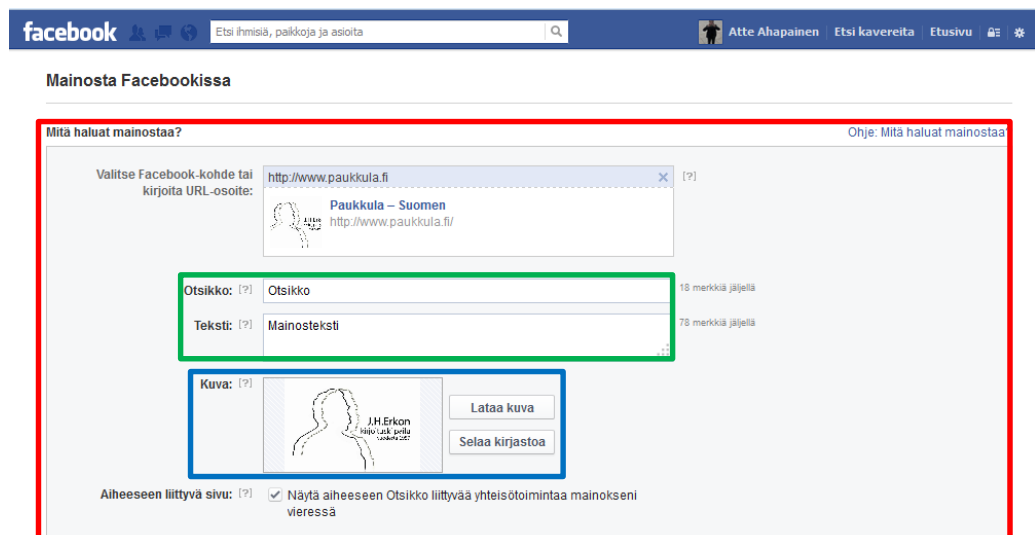 facebook
Etsi ihmisiä, paikkoja ja asioita
Atte Ahapainen Etsi kavereita Etusivu
Mainosta Facebookissa
Mitä haluat mainostaa?
Ohje: Mitä haluat mainostaa?
Valitse Facebook-kohde tai
kirjoita URL-osoite:
http://www.paukkula.fi
[?]
Paukkula – Suomen
http://www.paukkula.fi/
Otsikko: [?] Otsikko
18 merkkiä jäljellä
Teksti: [?] Mainosteksti
78 merkkiä jäljellä
Kuva: [?]
J.H.Erkon
Lataa kuva
Selaa kirjastoa
Aiheeseen liittyvä sivu: [?] Näytä aiheeseen Otsikko liittyvää yhteisötoimintaa mainokseni
vieressä